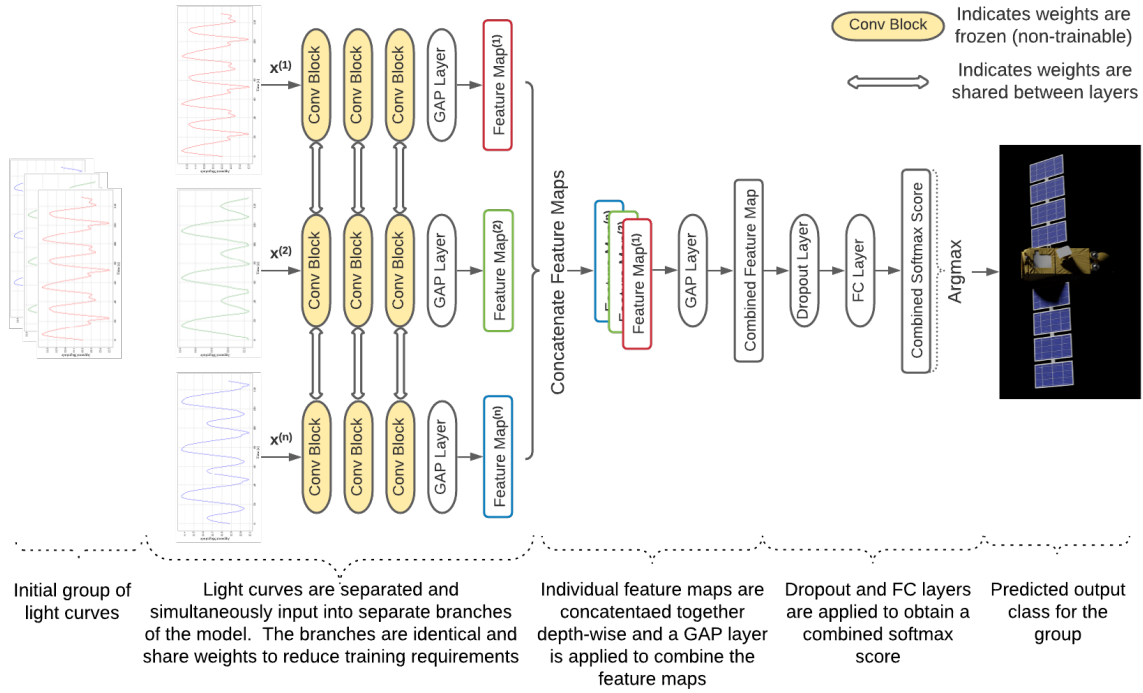 Conv Block
Indicates weights are
frozen (non-trainable)
Indicates weights are
shared between layers
x(1)
Conv Block
Conv Block
Conv Block
GAP Layer
Feature Map(1)
x(2)
Conv Block
Conv Block
Conv Block
GAP Layer
Feature Map(2)
x(n)
Conv Block
Conv Block
Conv Block
GAP Layer
Feature Map(n)
Concatenate Feature Maps
Feature Map(1)
GAP Layer
Combined Feature Map
Dropout Layer
FC Layer
Combined Softmax Score
Argmax
Initial group of
light curves
Light curves are separated and
simultaneously input into separate branches
of the model. The branches are identical and
share weights to reduce training requirements
Individual feature maps are
concatentaed together
depth-wise and a GAP layer
is applied to combine the
feature maps
Dropout and FC layers
are applied to obtain a
combined softmax
score
Predicted output
class for the
group